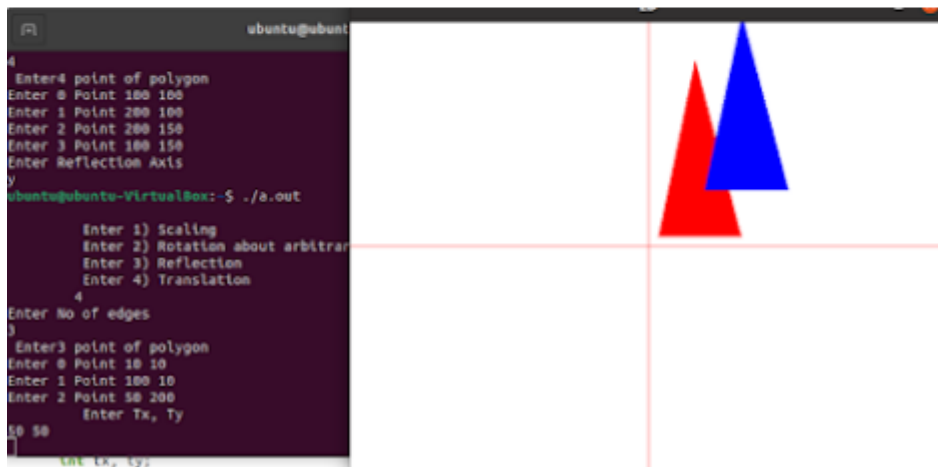 ubuntu@ubunt
4
Enter4 point of polygon
Enter 0 Point 100 100
Enter 1 Point 200 100
Enter 2 Point 200 150
Enter 3 Point 100 150
Enter Reflection Axis
y
ubuntu@ubuntu-VirtualBox:~$ ./a.out
Enter 1) Scaling
Enter 2) Rotation about arbitrar
Enter 3) Reflection
Enter 4) Translation
4
Enter No of edges
3
Enter3 point of polygon
Enter 0 Point 10 10
Enter 1 Point 100 10
Enter 2 Point 50 200
Enter Tx, Ty
50 50
int tx, ty;